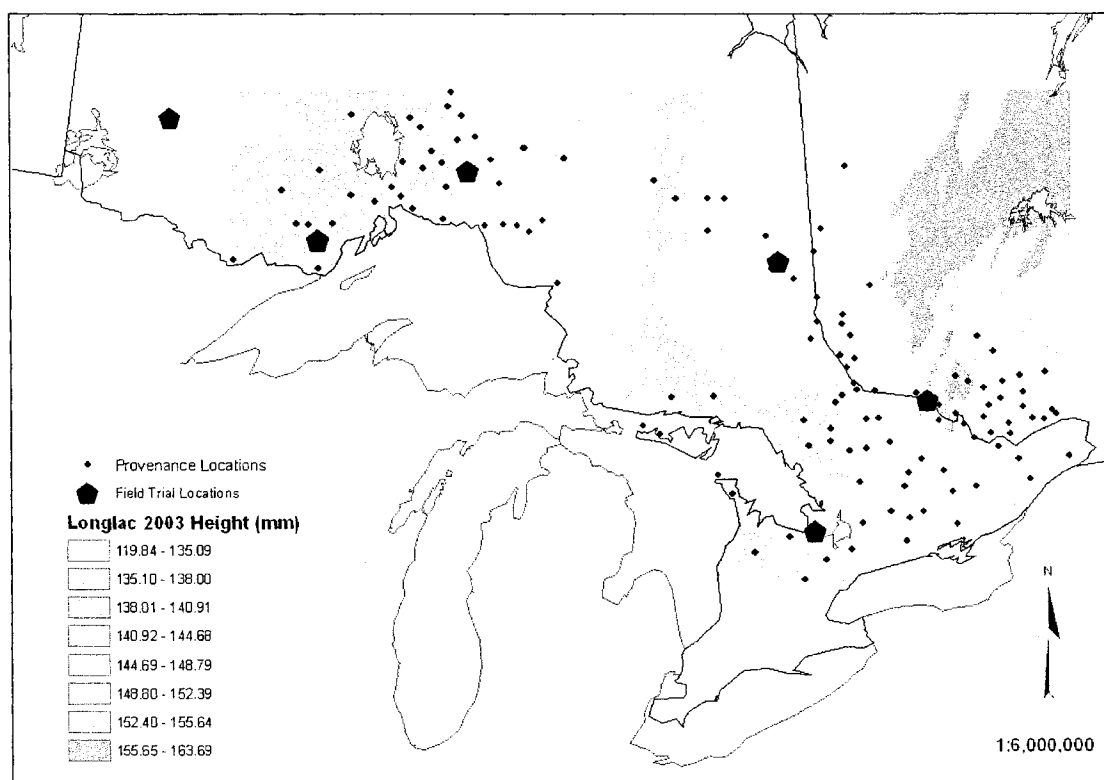 Provenance Locations
Field Trial Locations
Longlac 2003 Height (mm)
119.84 - 135.09
135.10 - 138.00
138.01 - 140.91
140.92 - 144.68
144.69 - 148.79
148.80 - 152.39
152.40 - 155.64
155.65 - 163.69
N
1:6,000,000